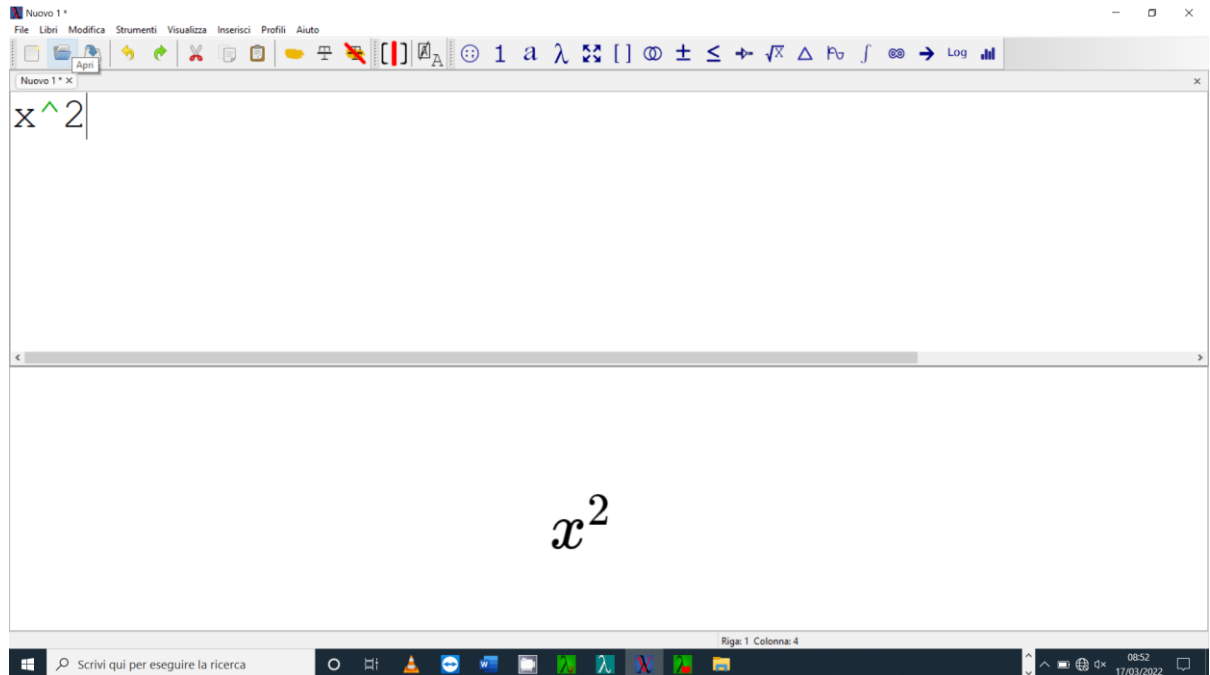 Nuovo 1 *
File Libri Modifica Strumenti Visualizza Inserisci Profili Aiuto
1 a λ [ ] ± ≤ √x △ ∫ → Log
Apri
Nuovo 1 * ×
x^2
x²
Riga: 1 Colonna: 4
Scrivi qui per eseguire la ricerca
08:52
17/03/2022